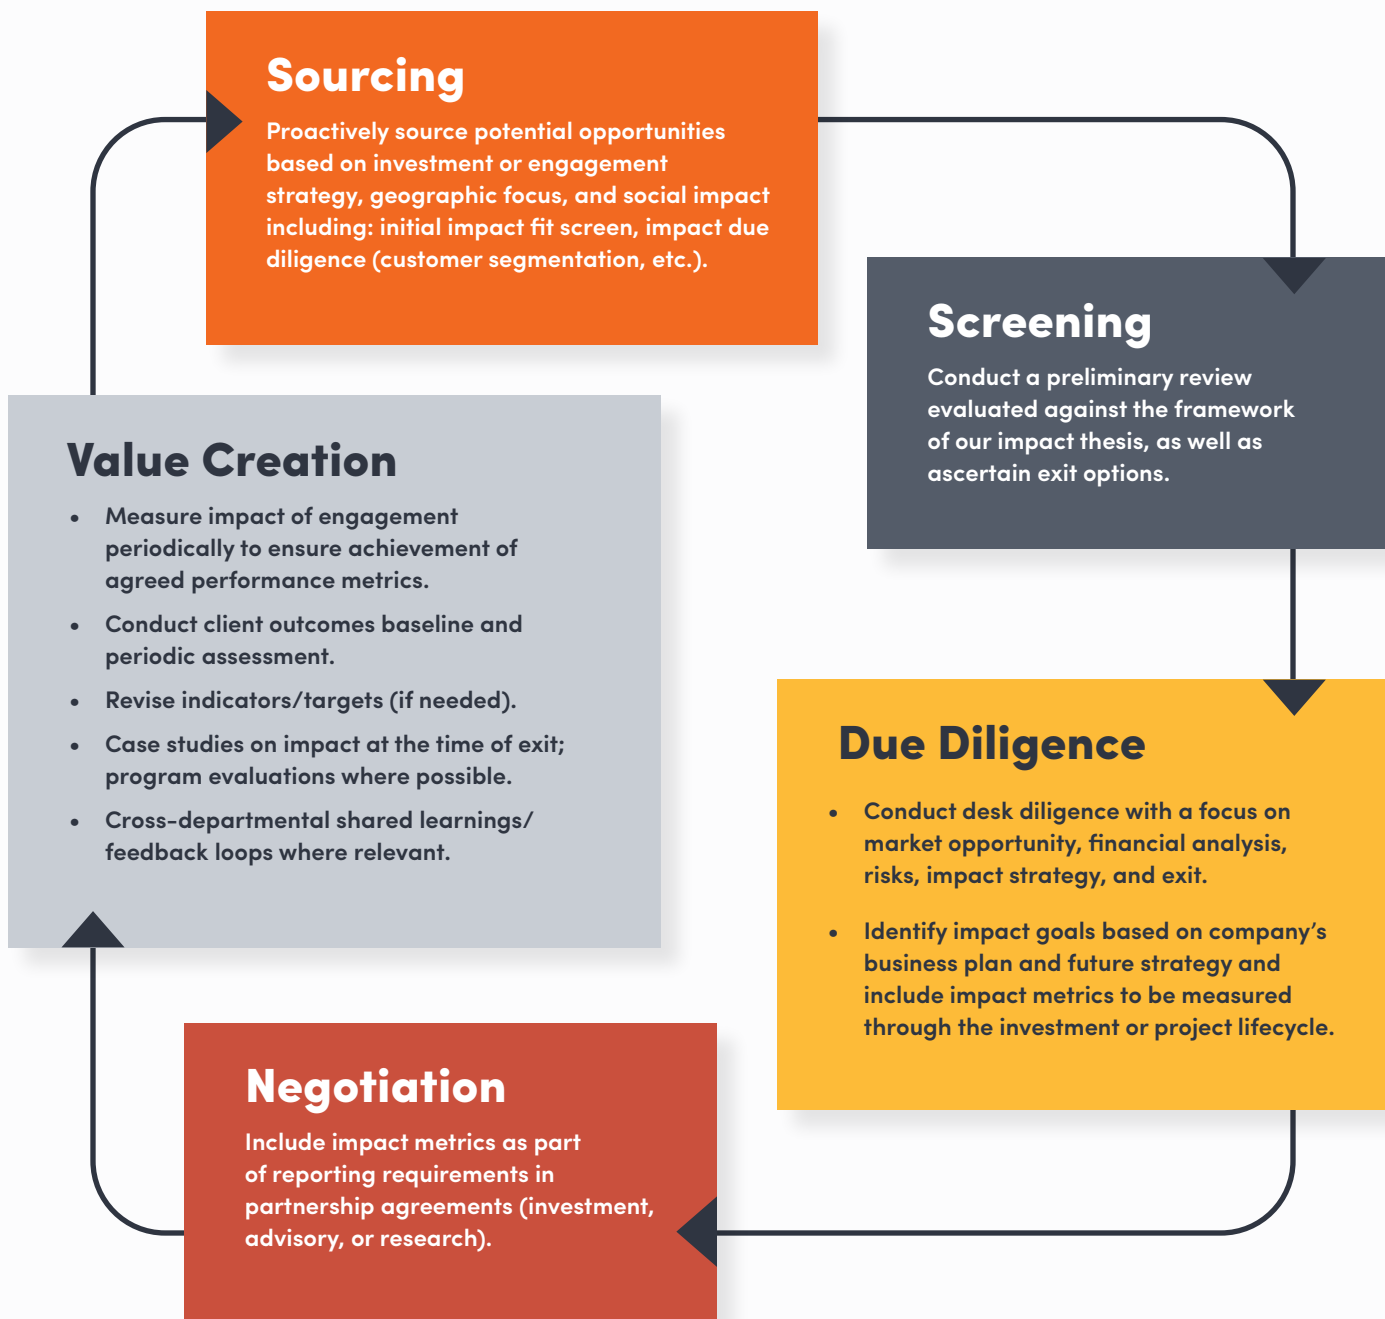 Sourcing
Proactively source potential opportunities
based on investment or engagement
strategy, geographic focus, and social impact
including: initial impact fit screen, impact due
diligence (customer segmentation, etc.).
Screening
Conduct a preliminary review
evaluated against the framework
of our impact thesis, as well as
ascertain exit options.
Due Diligence
• Conduct desk diligence with a focus on
market opportunity, financial analysis,
risks, impact strategy, and exit.
• Identify impact goals based on company’s
business plan and future strategy and
include impact metrics to be measured
through the investment or project lifecycle.
Negotiation
Include impact metrics as part
of reporting requirements in
partnership agreements (investment,
advisory, or research).
Value Creation
• Measure impact of engagement
periodically to ensure achievement of
agreed performance metrics.
• Conduct client outcomes baseline and
periodic assessment.
• Revise indicators/targets (if needed).
• Case studies on impact at the time of exit;
program evaluations where possible.
• Cross-departmental shared learnings/
feedback loops where relevant.